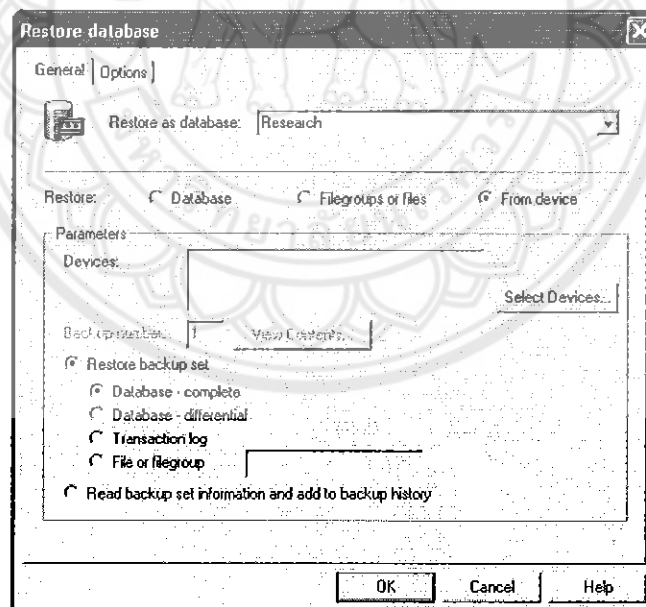 Restore database
General Options
Restore as database: Research
Restore: Database Filegroups or files From device
Parameters
Devices:
Select Devices...
Backup number: 1 View Contents...
Restore backup set
Database - complete
Database - differential
Transaction log
File or filegroup
Read backup set information and add to backup history
OK Cancel Help